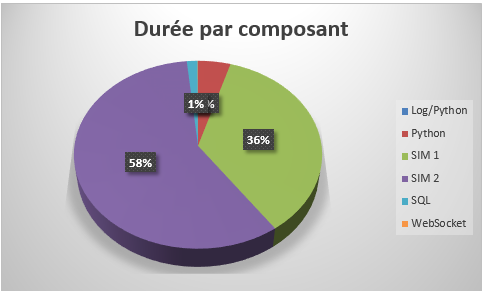 Durée par composant
1%
36%
58%
Log/Python
Python
SIM 1
SIM 2
SQL
WebSocket